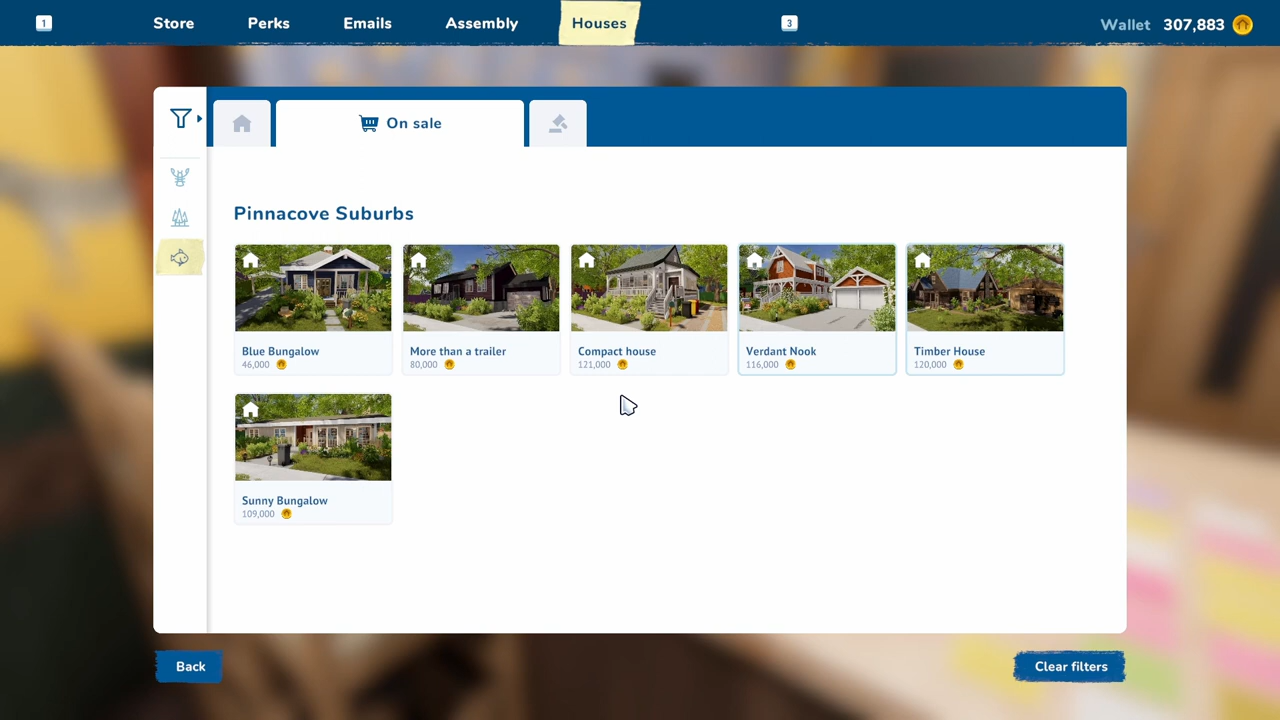 1
Store
Perks
Emails
Assembly
Houses
3
Wallet 307,883
On sale
Pinnacove Suburbs
Blue Bungalow
46,000
More than a trailer
80,000
Compact house
121,000
Verdant Nook
116,000
Timber House
120,000
Sunny Bungalow
109,000
Back
Clear filters